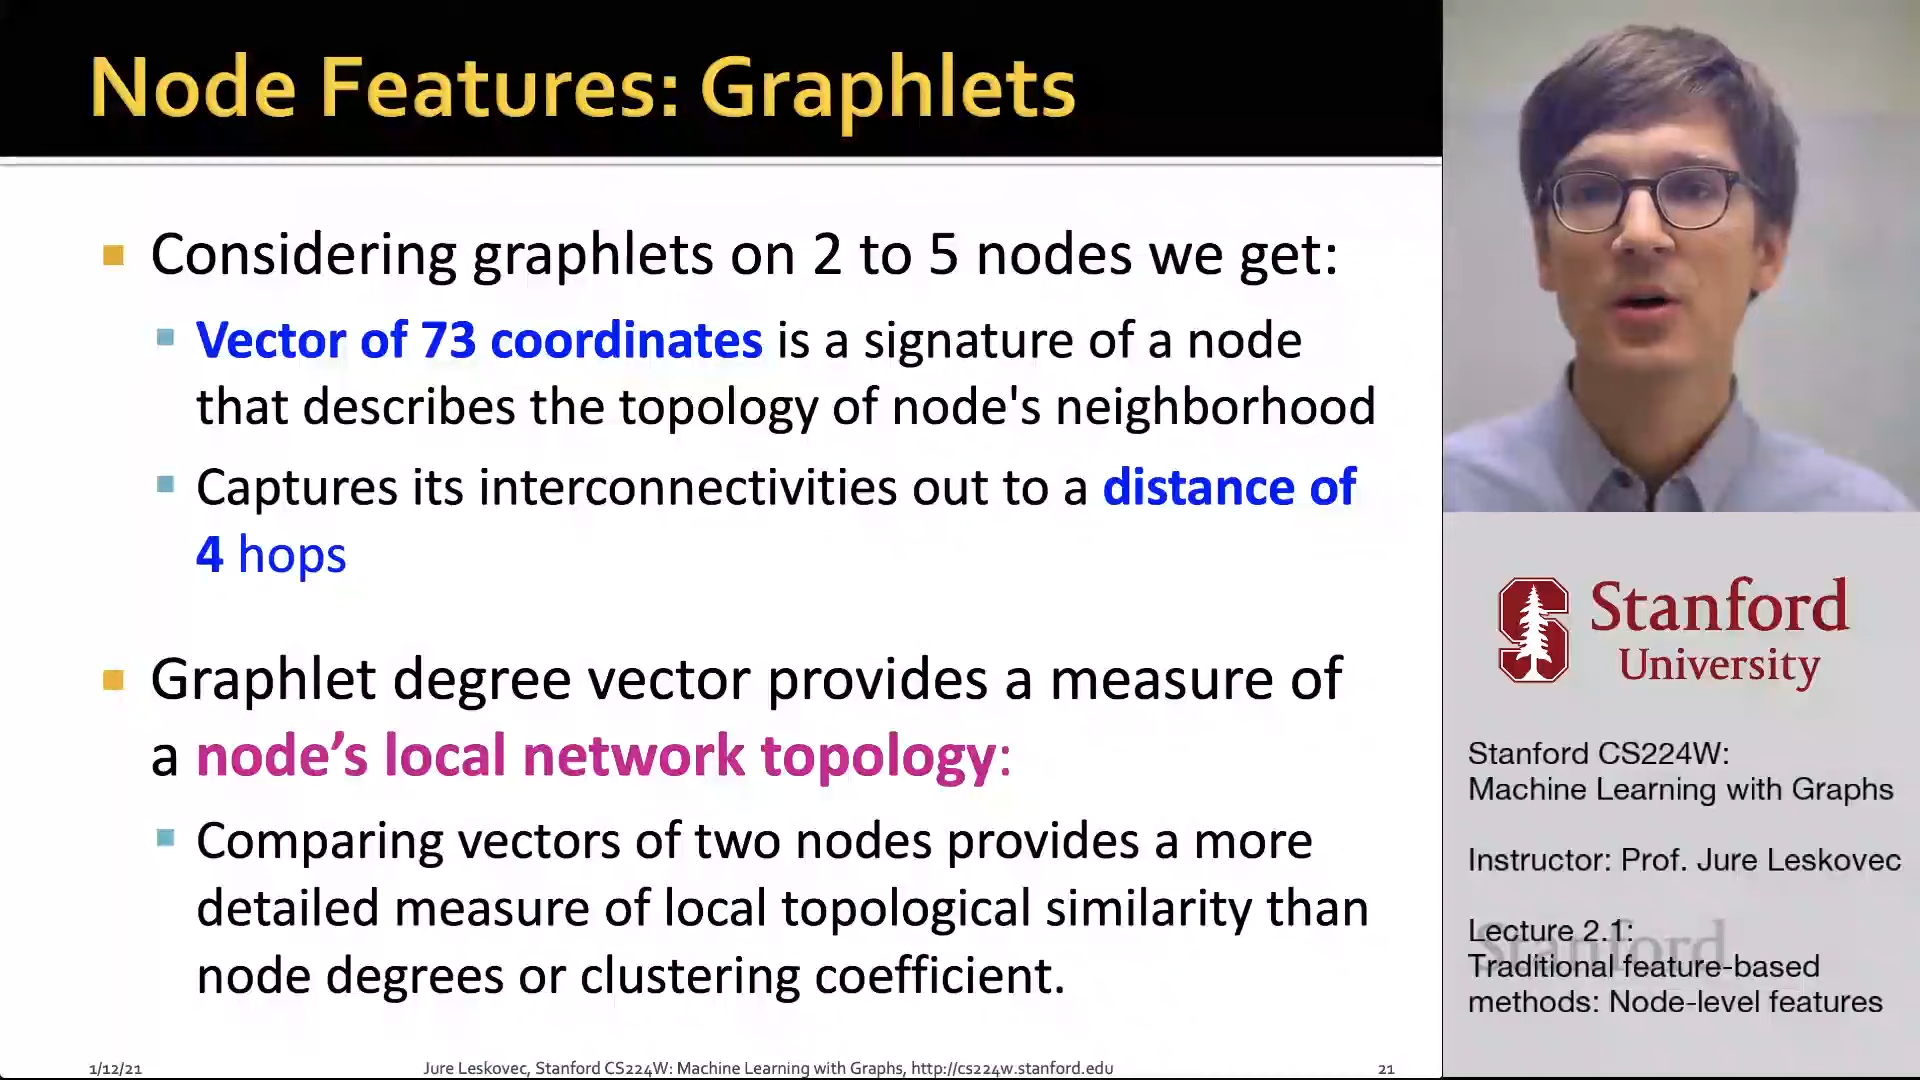 Node Features: Graphlets
Considering graphlets on 2 to 5 nodes we get:
Vector of 73 coordinates is a signature of a node
that describes the topology of node's neighborhood
Captures its interconnectivities out to a distance of
4 hops
Graphlet degree vector provides a measure of
a node’s local network topology:
Comparing vectors of two nodes provides a more
detailed measure of local topological similarity than
node degrees or clustering coefficient.
1/12/21
Jure Leskovec, Stanford CS224W: Machine Learning with Graphs, http://cs224w.stanford.edu
21
Stanford
University
Stanford CS224W:
Machine Learning with Graphs
Instructor: Prof. Jure Leskovec
Lecture 2.1:
Stanford
Traditional feature-based
methods: Node-level features